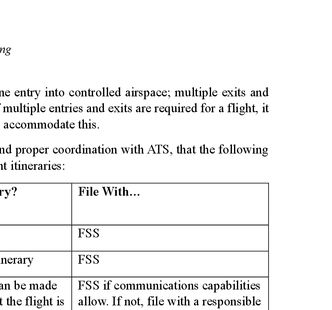 ng
ne entry into controlled airspace; multiple exits and
multiple entries and exits are required for a flight, it
accommodate this.
nd proper coordination with ATS, that the following
t itineraries:
ry? File With…
FSS
nerary FSS
an be made FSS if communications capabilities
t the flight is allow. If not, file with a responsible